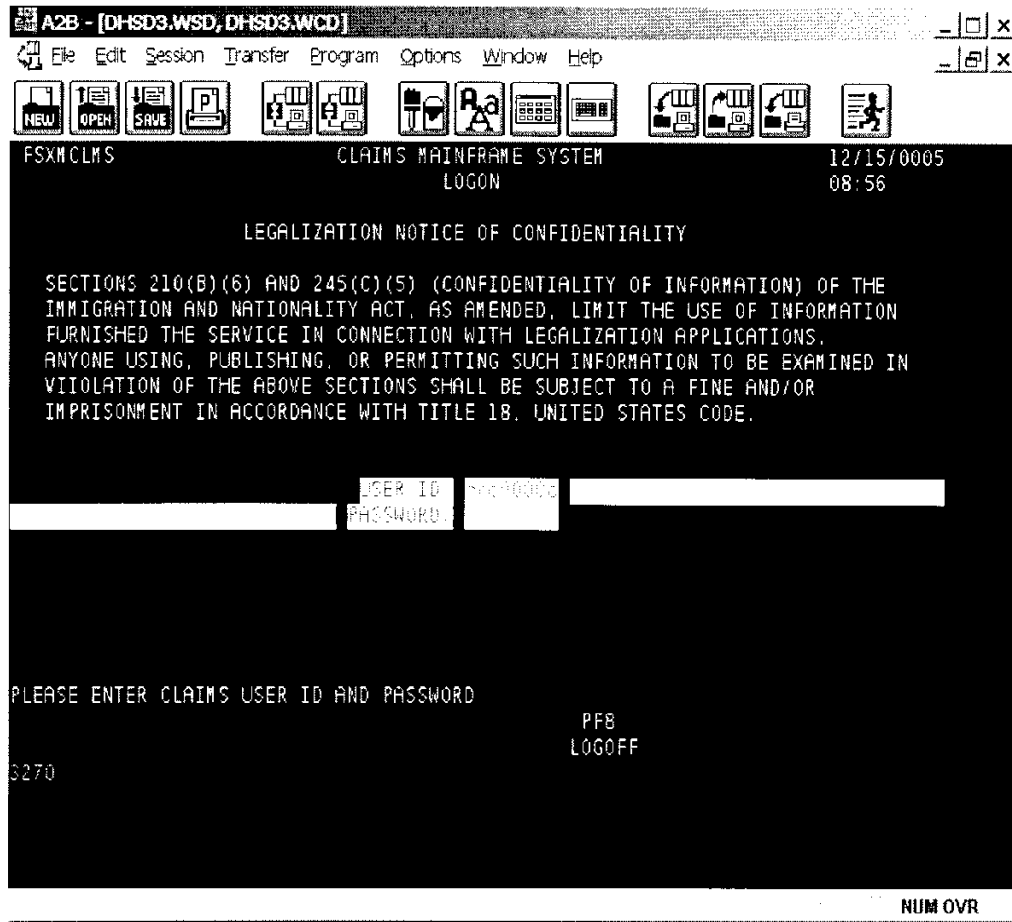 A2B - [DHSD3.WSD, DHSD3.WCD]
File Edit Session Transfer Program Options Window Help
NEW OPEN SAVE P Aa
FSXMCLMS CLAIMS MAINFRAME SYSTEM 12/15/0005
LOGON 08:56
LEGALIZATION NOTICE OF CONFIDENTIALITY
SECTIONS 210(B)(6) AND 245(C)(5) (CONFIDENTIALITY OF INFORMATION) OF THE
IMMIGRATION AND NATIONALITY ACT, AS AMENDED, LIMIT THE USE OF INFORMATION
FURNISHED THE SERVICE IN CONNECTION WITH LEGALIZATION APPLICATIONS.
ANYONE USING, PUBLISHING, OR PERMITTING SUCH INFORMATION TO BE EXAMINED IN
VIIOLATION OF THE ABOVE SECTIONS SHALL BE SUBJECT TO A FINE AND/OR
IMPRISONMENT IN ACCORDANCE WITH TITLE 18, UNITED STATES CODE.
USER ID
PASSWORD
PLEASE ENTER CLAIMS USER ID AND PASSWORD
PF8
LOGOFF
3270
NUM OVR